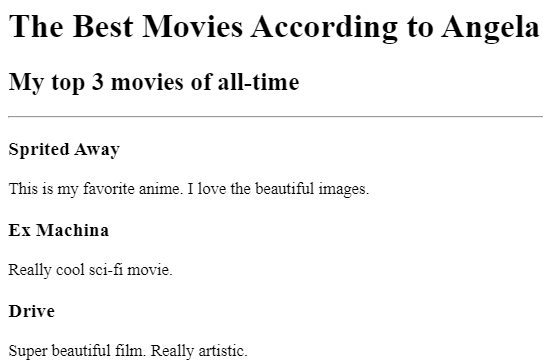 The Best Movies According to Angela
My top 3 movies of all-time
Sprited Away
This is my favorite anime. I love the beautiful images.
Ex Machina
Really cool sci-fi movie.
Drive
Super beautiful film. Really artistic.